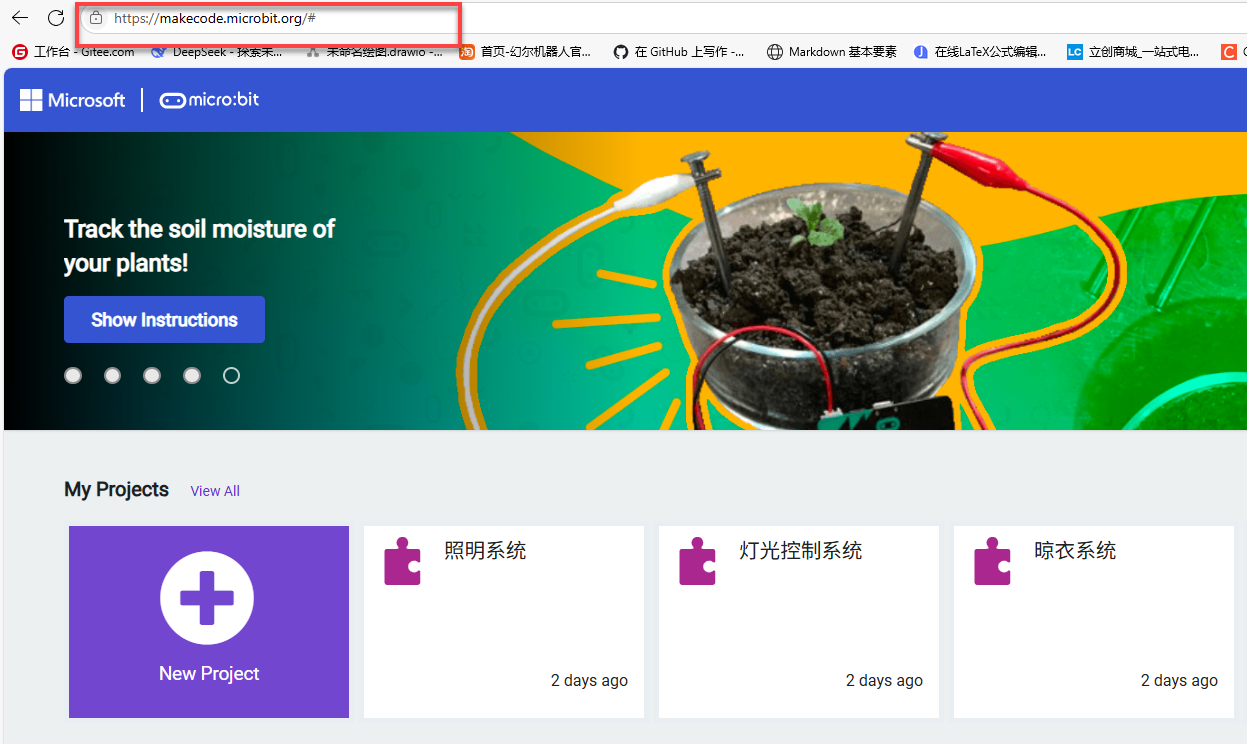 https://makecode.microbit.org/#
工作台 - Gitee.com
DeepSeek - 探索未...
未命名绘图.drawio -...
淘
首页-幻尔机器人官...
在 GitHub 上写作 -...
Markdown 基本要素
J
在线LaTeX公式编辑...
LC
立创商城_一站式电...
C
Microsoft
micro:bit
Track the soil moisture of
your plants!
Show Instructions
My Projects
View All
New Project
照明系统
2 days ago
灯光控制系统
2 days ago
晾衣系统
2 days ago